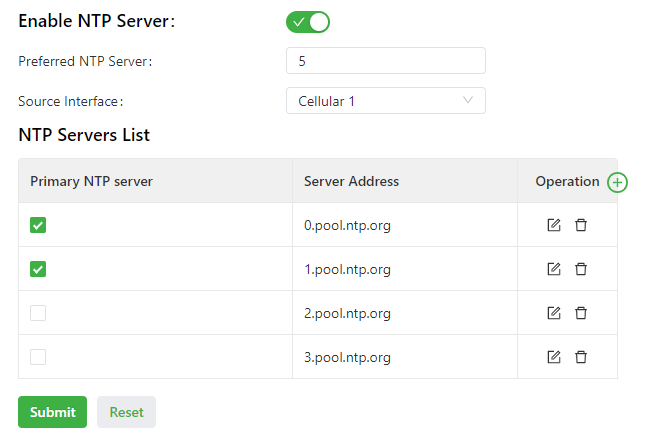 Enable NTP Server:
Preferred NTP Server: 5
Source Interface: Cellular 1
NTP Servers List
Primary NTP server Server Address Operation
0.pool.ntp.org
1.pool.ntp.org
2.pool.ntp.org
3.pool.ntp.org
Submit Reset